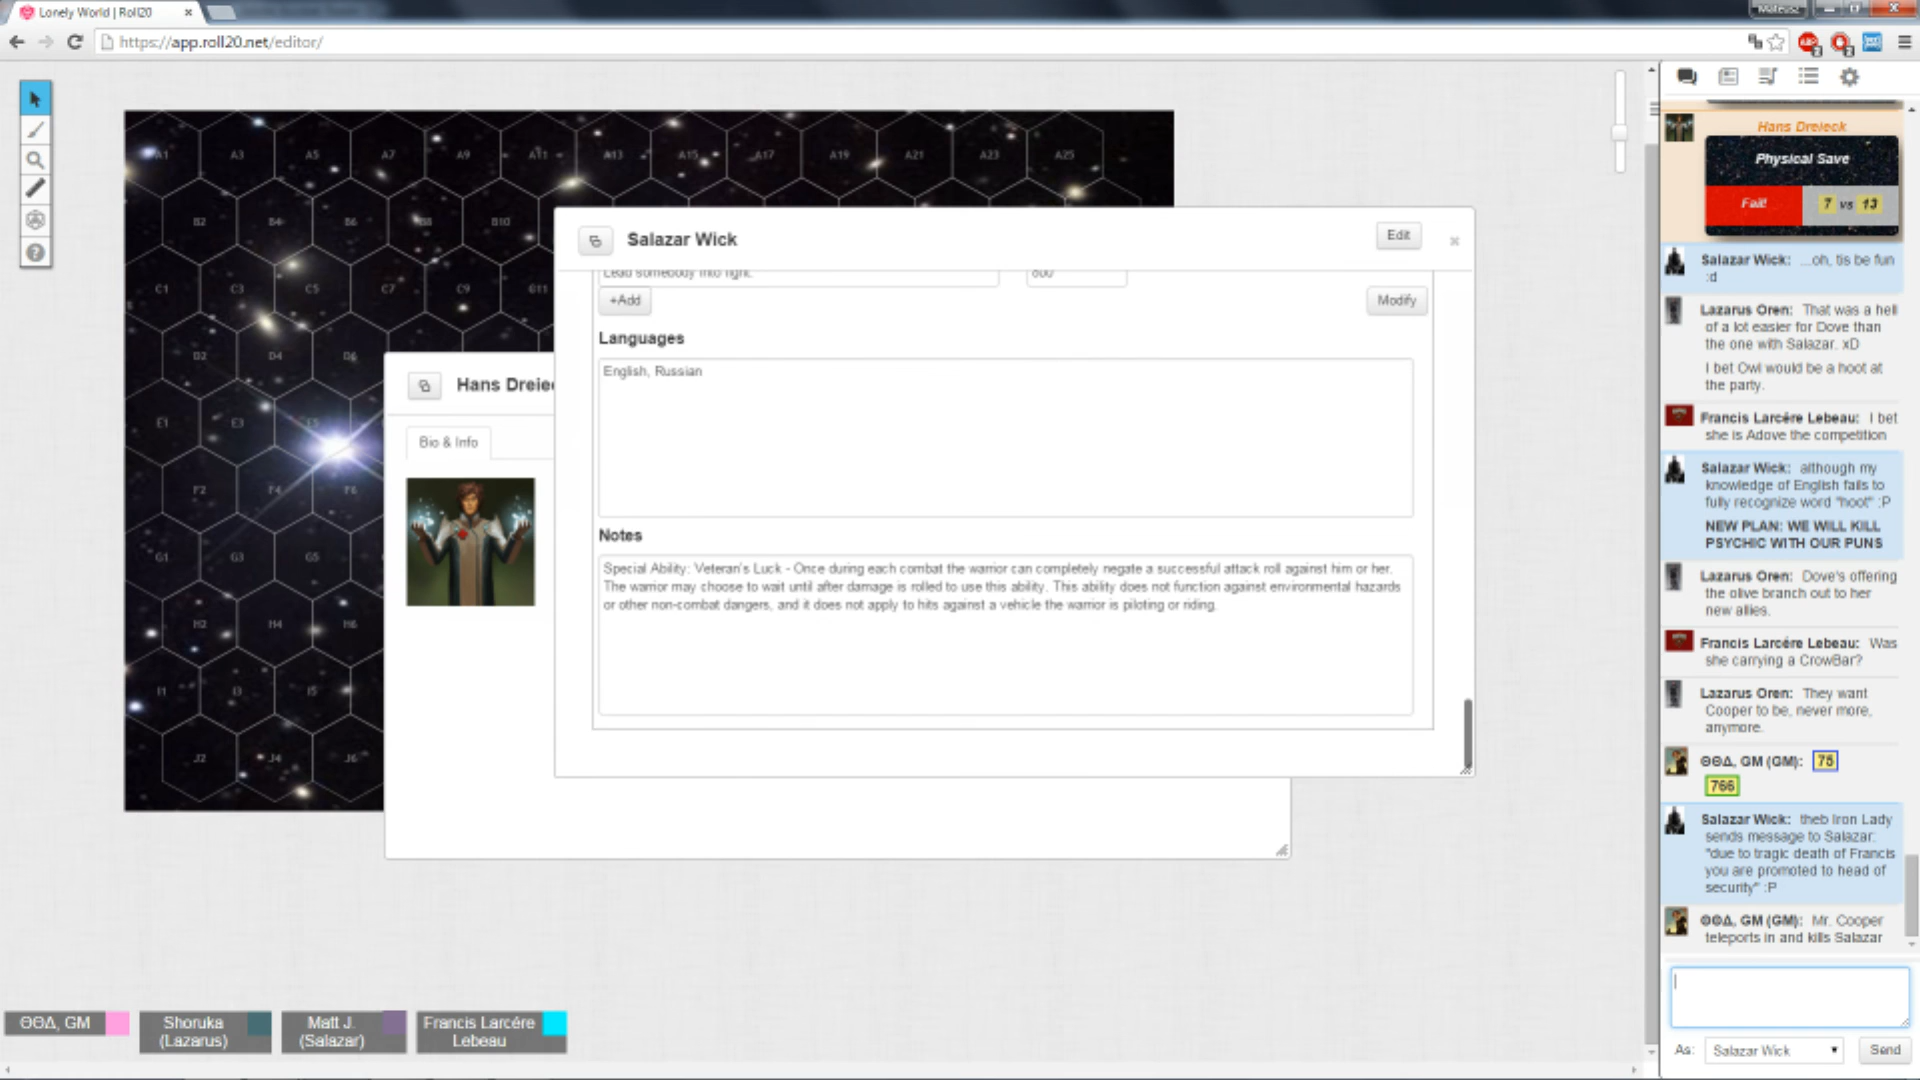 Lonely World | Roll20
Mateusz
https://app.roll20.net/editor/
A1 A3 A5 A7 A9 A11 A13 A15 A17 A19 A21 A23 A25
B2 B4 B6 B8 B10
C1 C3 C5 C7 C9 C11
D2 D4 D6
E1 E3 E5
F2 F4 F6
G1 G3 G5
H2 H4 H6
I1 I3 I5
J2 J4 J6
Hans Dreiec
Bio & Info
Salazar Wick
Edit
Lead somebody into fight. 800
+Add
Modify
Languages
English, Russian
Notes
Special Ability: Veteran's Luck - Once during each combat the warrior can completely negate a successful attack roll against him or her.
The warrior may choose to wait until after damage is rolled to use this ability. This ability does not function against environmental hazards
or other non-combat dangers, and it does not apply to hits against a vehicle the warrior is piloting or riding.
ΘΘΔ, GM
Shoruka
(Lazarus)
Matt J.
(Salazar)
Francis Larcére
Lebeau
Hans Dreieck
Physical Save
Fail! 7 vs 13
Salazar Wick: ...oh, tis be fun
:d
Lazarus Oren: That was a hell
of a lot easier for Dove than
the one with Salazar. xD
I bet Owl would be a hoot at
the party.
Francis Larcére Lebeau: I bet
she is Adove the competition
Salazar Wick: although my
knowledge of English fails to
fully recognize word "hoot" :P
NEW PLAN: WE WILL KILL
PSYCHIC WITH OUR PUNS
Lazarus Oren: Dove's offering
the olive branch out to her
new allies.
Francis Larcére Lebeau: Was
she carrying a CrowBar?
Lazarus Oren: They want
Cooper to be, never more,
anymore.
ΘΘΔ, GM (GM): 75
766
Salazar Wick: theb Iron Lady
sends message to Salazar:
"due to tragic death of Francis
you are promoted to head of
security" :P
ΘΘΔ, GM (GM): Mr. Cooper
teleports in and kills Salazar
As: Salazar Wick
Send